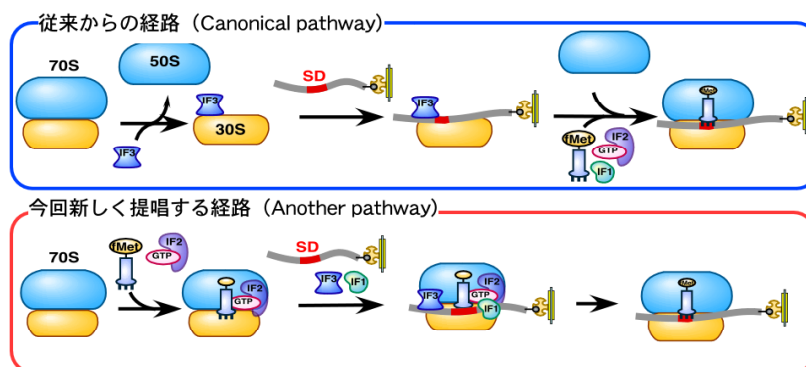 従来からの経路（Canonical pathway）
70S
50S
IF3
IF3
30S
SD
IF3
fMet
GTP
IF2
IF1
fMet
今回新しく提唱する経路（Another pathway）
70S
fMet
IF2
GTP
IF2
GTP
SD
IF3
IF1
IF3
IF2
GTP
IF1
fMet